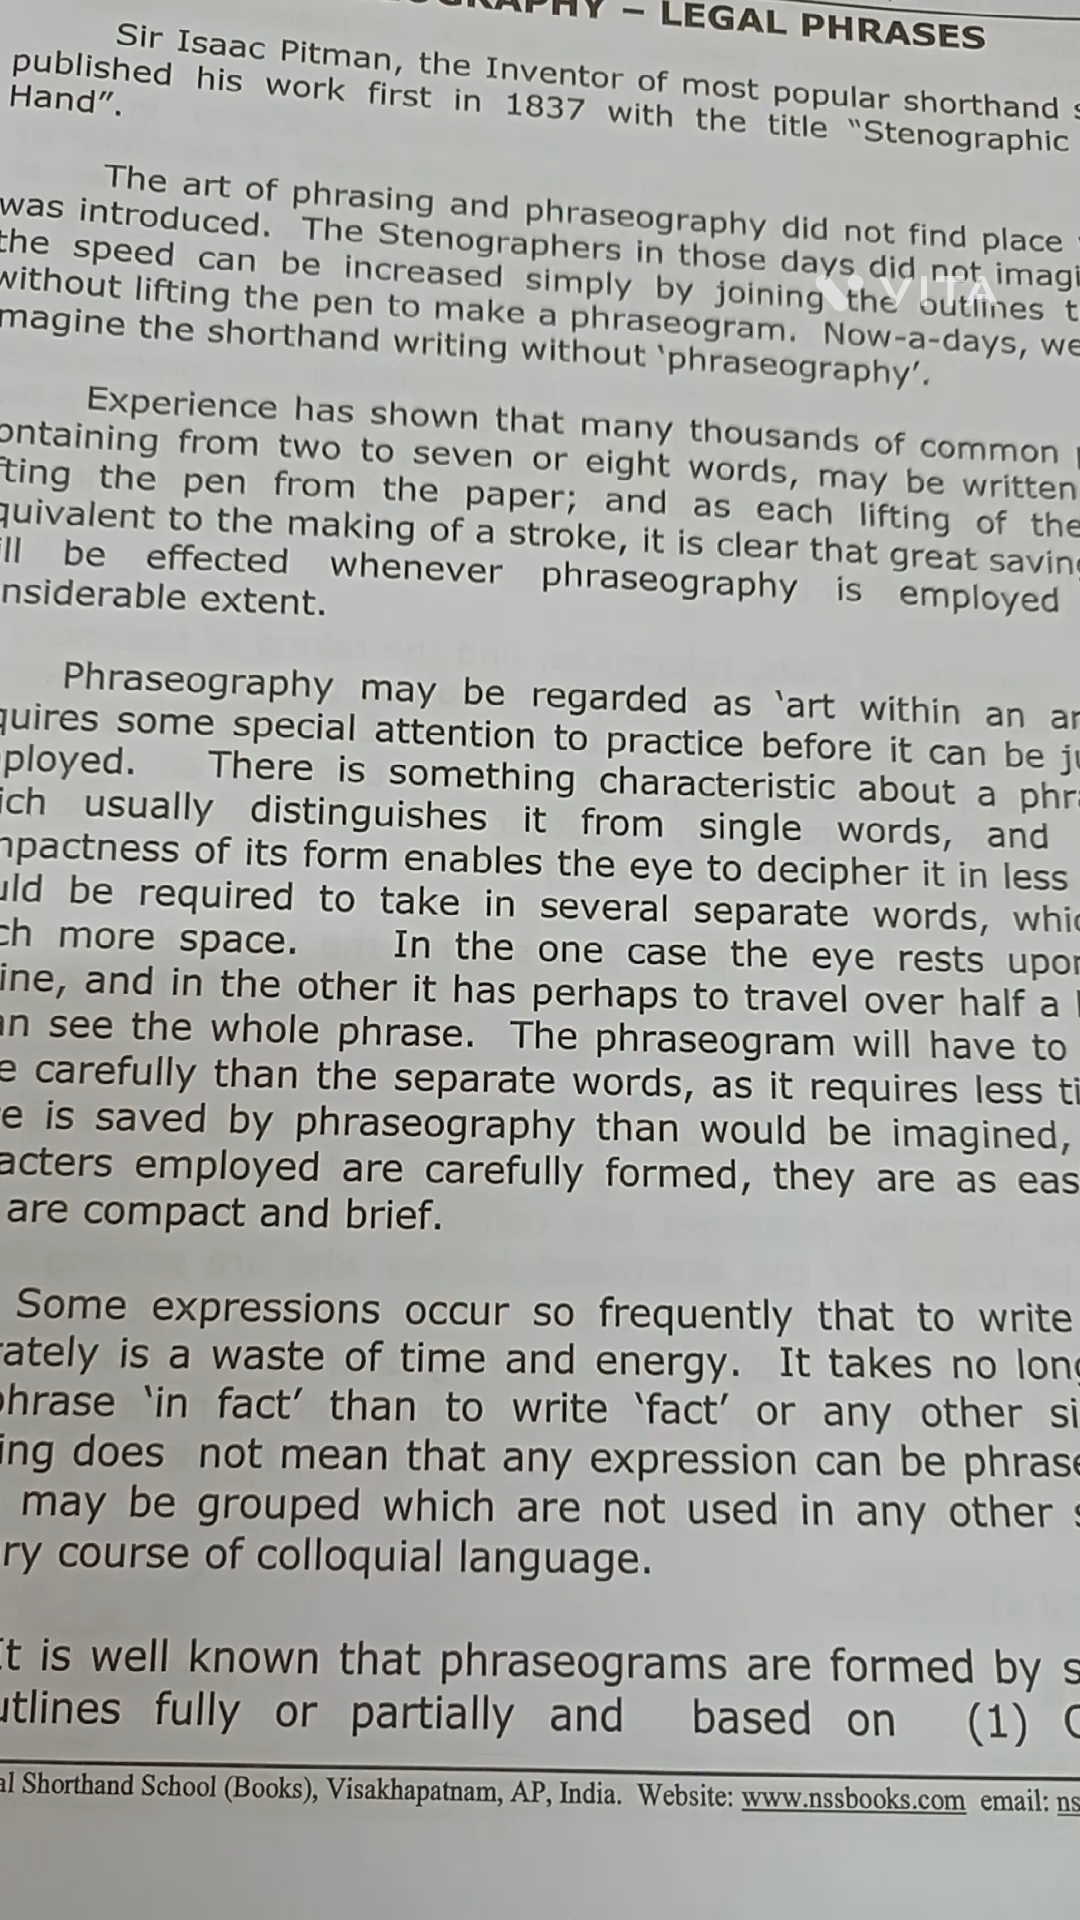 – LEGAL PHRASES
Sir Isaac Pitman, the Inventor of most popular shorthand
published his work first in 1837 with the title “Stenographic
Hand”.
The art of phrasing and phraseography did not find place
was introduced. The Stenographers in those days did not imagi
the speed can be increased simply by joining the outlines t
without lifting the pen to make a phraseogram. Now-a-days, we
magine the shorthand writing without ‘phraseography’.
Experience has shown that many thousands of common
ontaining from two to seven or eight words, may be written
fting the pen from the paper; and as each lifting of the
quivalent to the making of a stroke, it is clear that great saving
ill be effected whenever phraseography is employed
nsiderable extent.
Phraseography may be regarded as ‘art within an ar
quires some special attention to practice before it can be ju
ployed. There is something characteristic about a phra
ich usually distinguishes it from single words, and
mpactness of its form enables the eye to decipher it in less
uld be required to take in several separate words, whic
ch more space. In the one case the eye rests upon
ine, and in the other it has perhaps to travel over half a
an see the whole phrase. The phraseogram will have to
e carefully than the separate words, as it requires less ti
e is saved by phraseography than would be imagined,
acters employed are carefully formed, they are as eas
are compact and brief.
Some expressions occur so frequently that to write
rately is a waste of time and energy. It takes no long
phrase ‘in fact’ than to write ‘fact’ or any other si
ing does not mean that any expression can be phrase
may be grouped which are not used in any other s
ry course of colloquial language.
It is well known that phraseograms are formed by s
utlines fully or partially and based on (1)
al Shorthand School (Books), Visakhapatnam, AP, India. Website: www.nssbooks.com email: ns
VITA